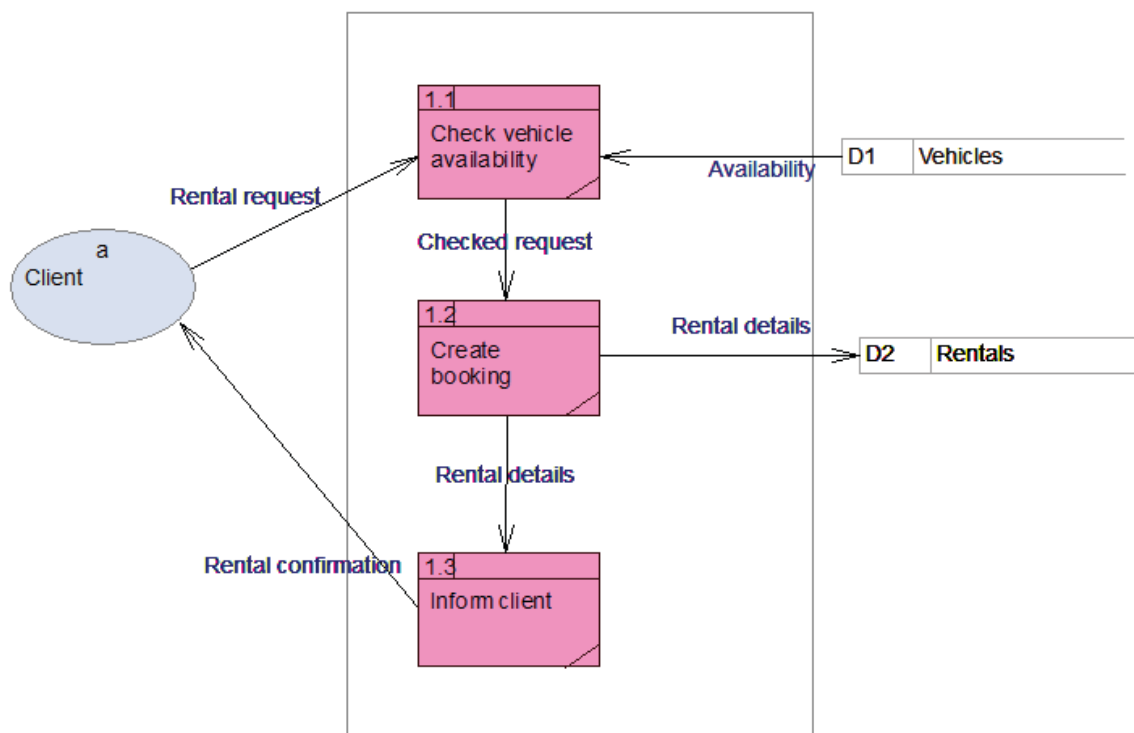 1.1
Check vehicle
availability
D1 Vehicles
Availability
Rental request
Checked request
a
Client
1.2
Create
booking
Rental details
D2 Rentals
Rental details
Rental confirmation
1.3
Inform client